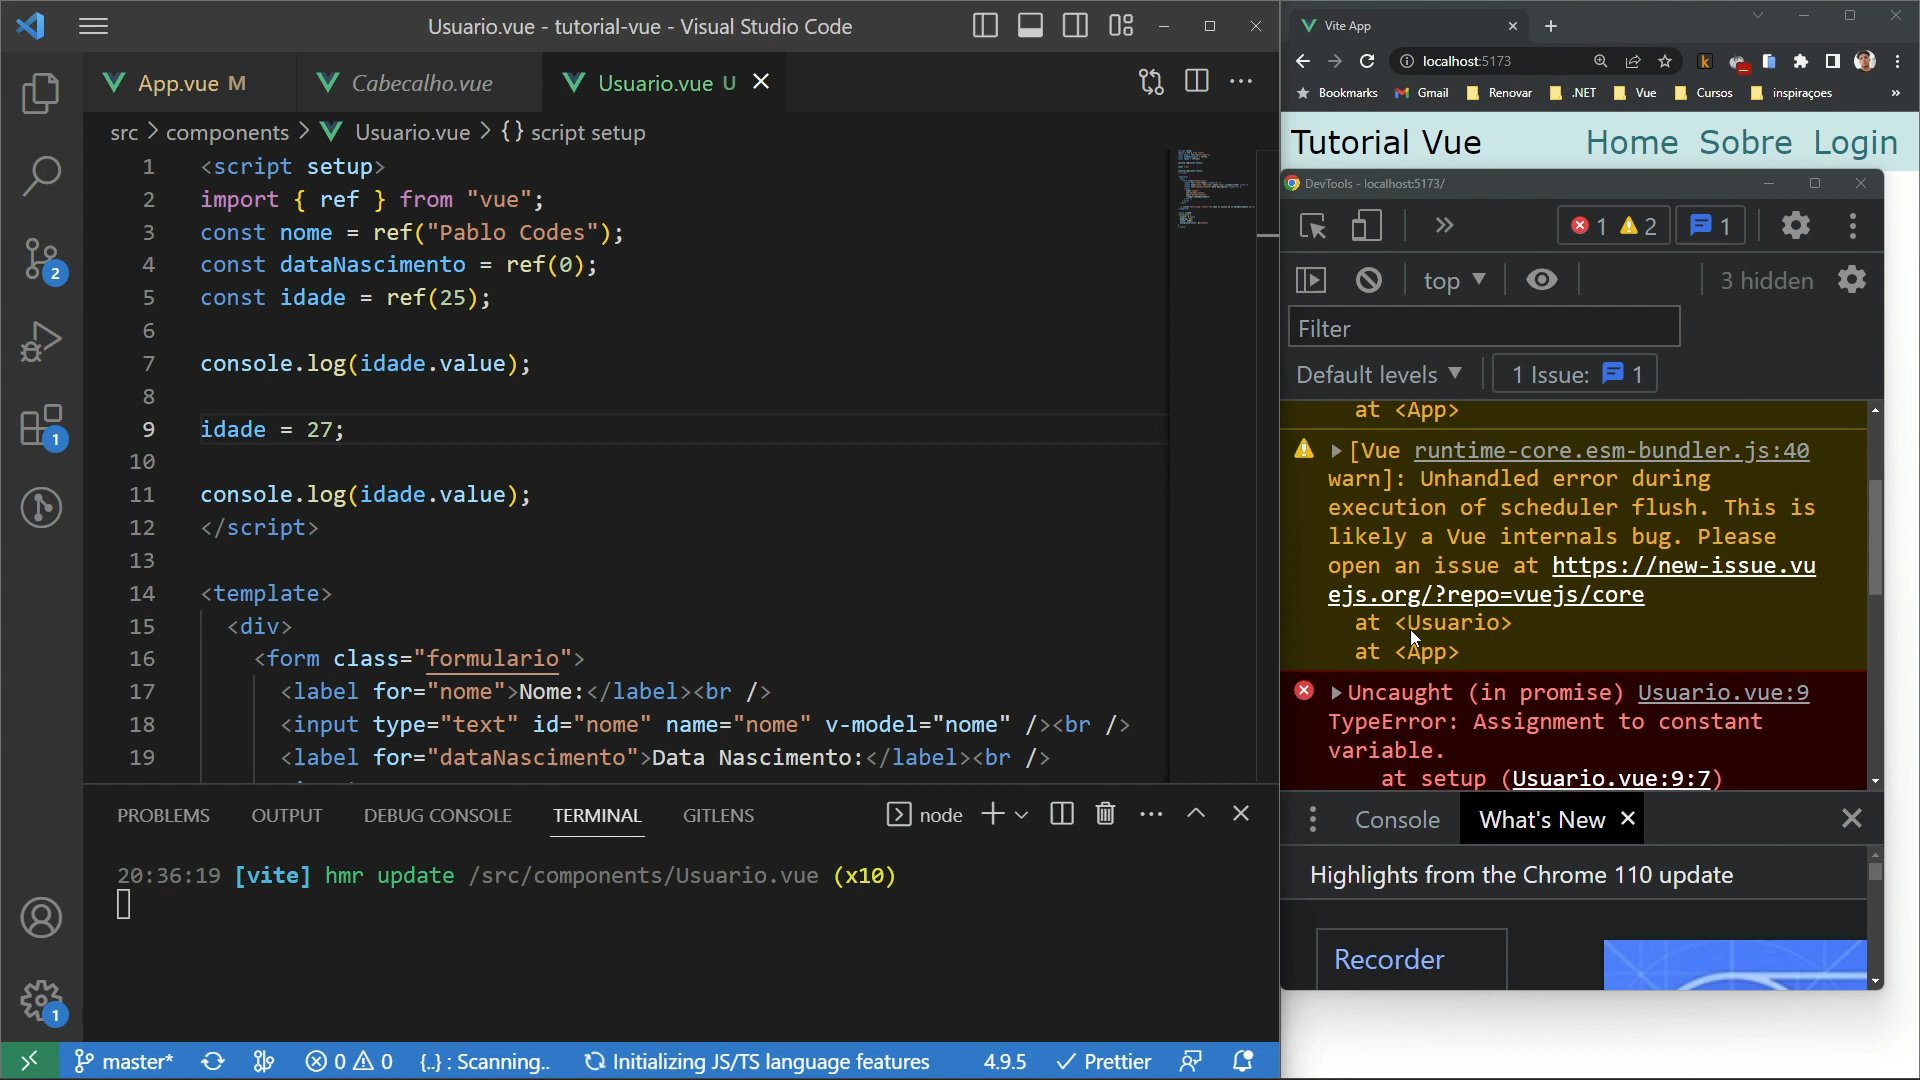 Usuario.vue - tutorial-vue - Visual Studio Code
App.vue M
Cabecalho.vue
Usuario.vue U
src > components > Usuario.vue > {} script setup
1 <script setup>
2 import { ref } from "vue";
3 const nome = ref("Pablo Codes");
4 const dataNascimento = ref(0);
5 const idade = ref(25);
6
7 console.log(idade.value);
8
9 idade = 27;
10
11 console.log(idade.value);
12 </script>
13
14 <template>
15 <div>
16 <form class="formulario">
17 <label for="nome">Nome:</label><br />
18 <input type="text" id="nome" name="nome" v-model="nome" /><br />
19 <label for="dataNascimento">Data Nascimento:</label><br />
PROBLEMS OUTPUT DEBUG CONSOLE TERMINAL GITLENS
node
20:36:19 [vite] hmr update /src/components/Usuario.vue (x10)
2
1
1
master* 0 0 {..} : Scanning.. Initializing JS/TS language features 4.9.5 Prettier
Vite App
localhost:5173
Bookmarks Gmail Renovar .NET Vue Cursos inspiraçoes »
Tutorial Vue Home Sobre Login
DevTools - localhost:5173/
1 2 1
top 3 hidden
Filter
Default levels 1 Issue: 1
at <App>
[Vue runtime-core.esm-bundler.js:40
warn]: Unhandled error during
execution of scheduler flush. This is
likely a Vue internals bug. Please
open an issue at https://new-issue.vu
ejs.org/?repo=vuejs/core
at <Usuario>
at <App>
Uncaught (in promise) Usuario.vue:9
TypeError: Assignment to constant
variable.
at setup (Usuario.vue:9:7)
Console What's New
Highlights from the Chrome 110 update
Recorder